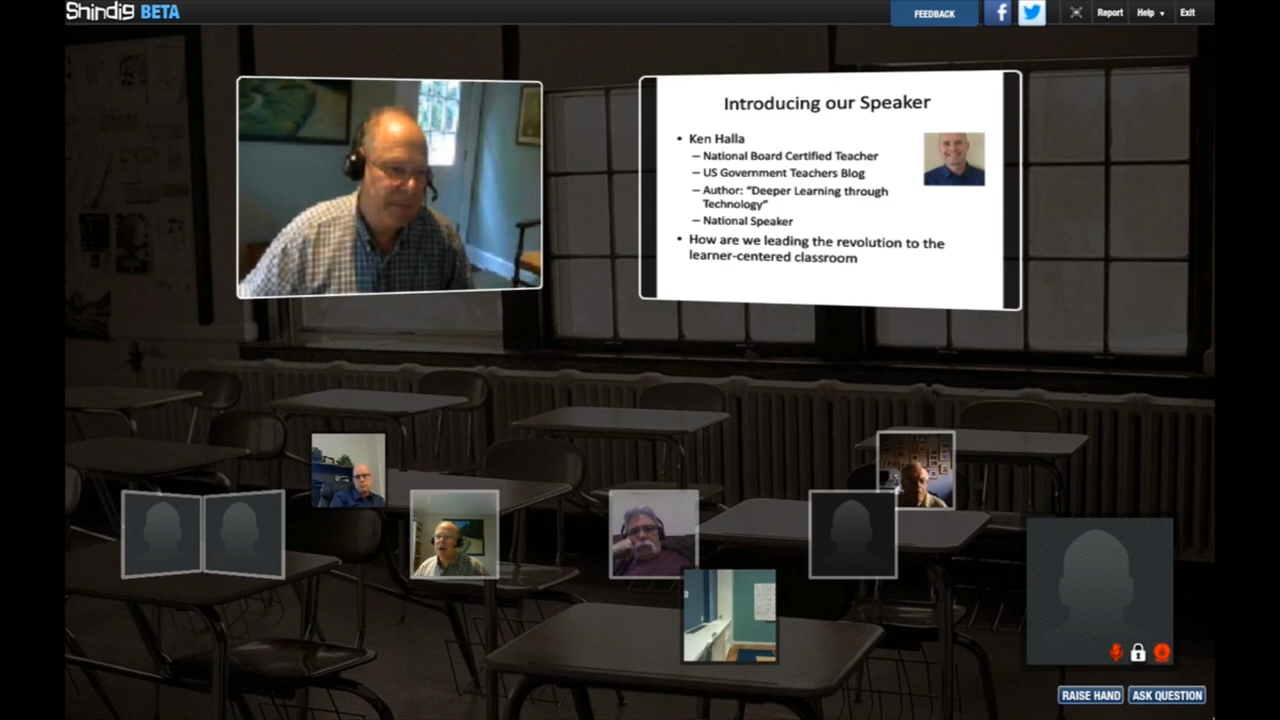 Shindig BETA
FEEDBACK
Report
Help
Exit
Introducing our Speaker
• Ken Halla
– National Board Certified Teacher
– US Government Teachers Blog
– Author: “Deeper Learning through
Technology”
– National Speaker
• How are we leading the revolution to the
learner-centered classroom
RAISE HAND
ASK QUESTION